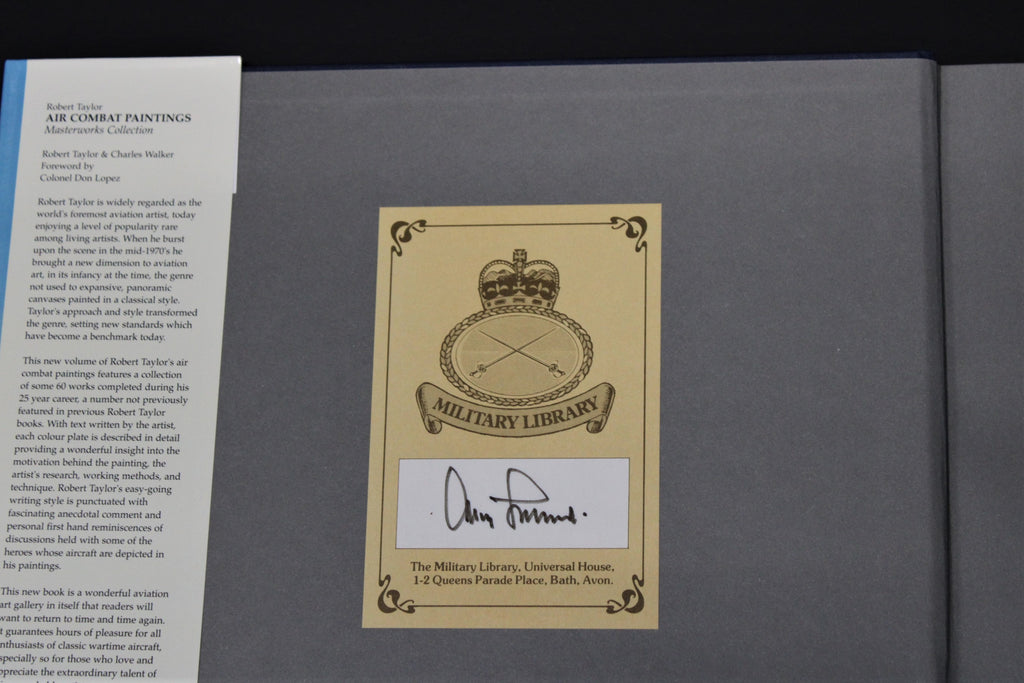 Robert Taylor
AIR COMBAT PAINTINGS
Masterworks Collection
Robert Taylor & Charles Walker
Foreword by
Colonel Don Lopez
Robert Taylor is widely regarded as the
world's foremost aviation artist, today
enjoying a level of popularity rare
among living artists. When he burst
upon the scene in the mid-1970's he
brought a new dimension to aviation
art, in its infancy at the time, the genre
not used to expansive, panoramic
canvases painted in a classical style.
Taylor's approach and style transformed
the genre, setting new standards which
have become a benchmark today.
This new volume of Robert Taylor's air
combat paintings features a collection
of some 60 works completed during his
25 year career, a number not previously
featured in previous Robert Taylor
books. With text written by the artist,
each colour plate is described in detail
providing a wonderful insight into the
motivation behind the painting, the
artist's research, working methods, and
technique. Robert Taylor's easy-going
writing style is punctuated with
fascinating anecdotal comment and
personal first hand reminiscences of
discussions held with some of the
heroes whose aircraft are depicted in
his paintings.
This new book is a wonderful aviation
art gallery in itself that readers will
want to return to time and time again.
t guarantees hours of pleasure for all
nthusiasts of classic wartime aircraft,
specially so for those who love and
ppreciate the extraordinary talent of
MILITARY LIBRARY
The Military Library, Universal House,
1-2 Queens Parade Place, Bath, Avon.